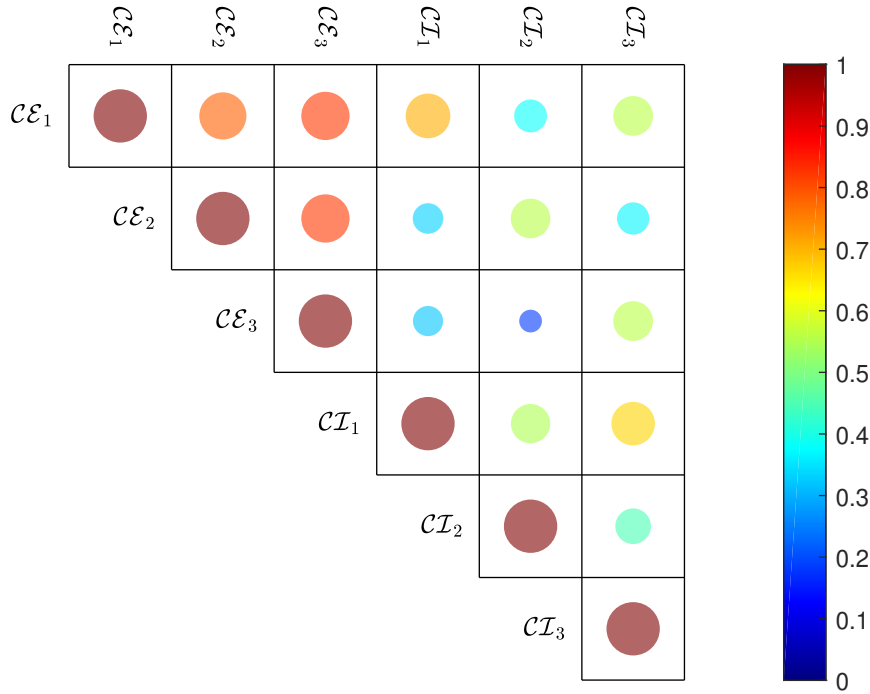 𝒞ℰ₁ 𝒞ℰ₂ 𝒞ℰ₃ 𝒞ℐ₁ 𝒞ℐ₂ 𝒞ℐ₃
𝒞ℰ₁
𝒞ℰ₂
𝒞ℰ₃
𝒞ℐ₁
𝒞ℐ₂
𝒞ℐ₃
1
0.9
0.8
0.7
0.6
0.5
0.4
0.3
0.2
0.1
0